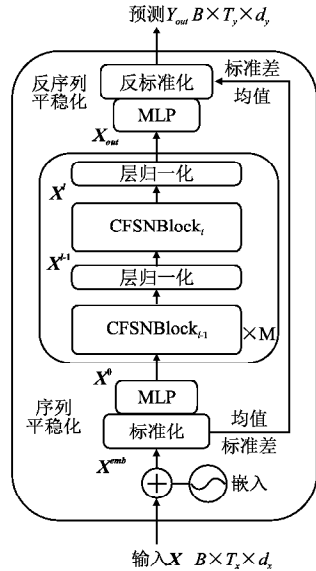 预测Y_out B×T_y×d_y
反序列
平稳化
反标准化
标准差
均值
MLP
X_out
层归一化
X^l
CFSNBlock_l
X^{l-1}
层归一化
CFSNBlock_{l-1}
×M
X^0
MLP
序列
平稳化
标准化
均值
标准差
X^{emb}
嵌入
输入X B×T_x×d_x